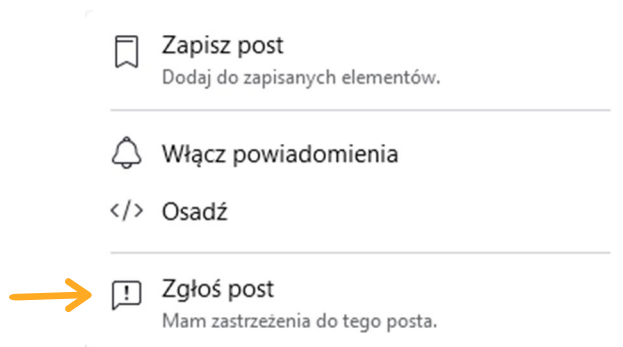 Zapisz post
Dodaj do zapisanych elementów.
Włącz powiadomienia
</> Osadź
Zgłoś post
Mam zastrzeżenia do tego posta.